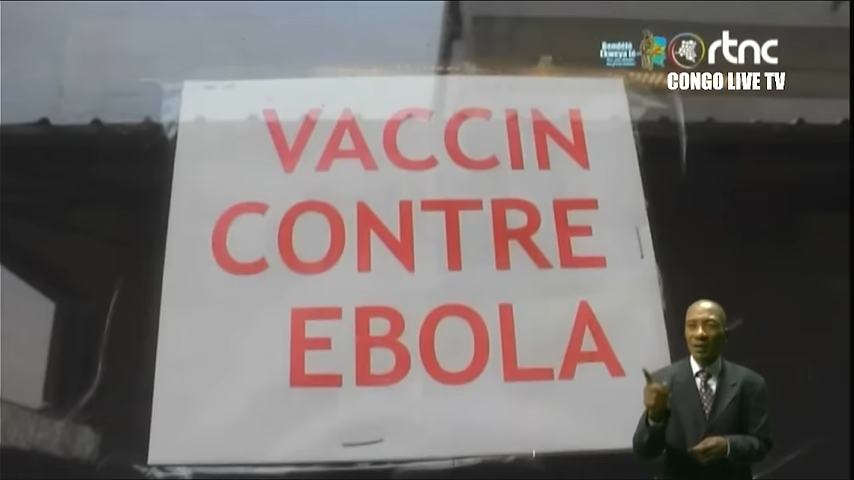 rtnc
CONGO LIVE TV
VACCIN
CONTRE
EBOLA